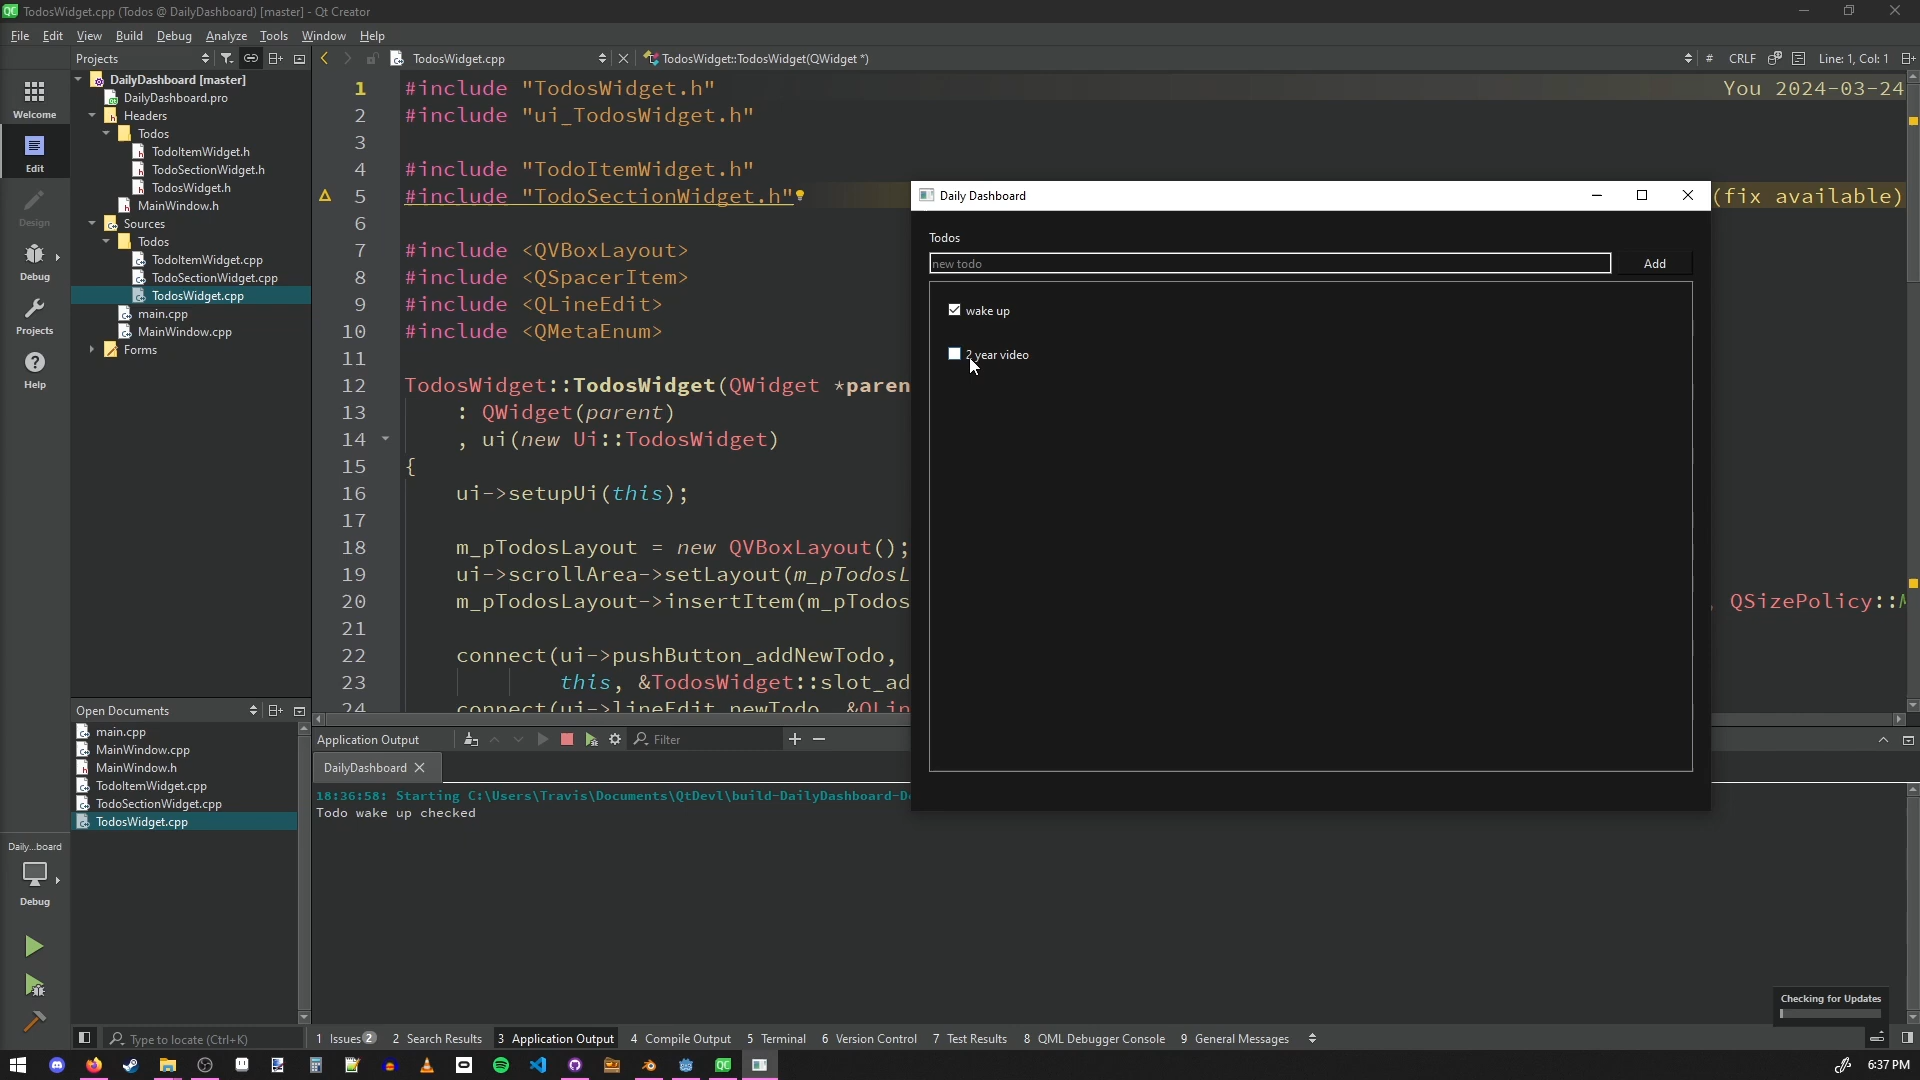 TodosWidget.cpp (Todos @ DailyDashboard) [master] - Qt Creator
File Edit View Build Debug Analyze Tools Window Help
Projects
TodosWidget.cpp
TodosWidget::TodosWidget(QWidget *)
# CRLF Line: 1, Col: 1
Welcome
Edit
Design
Debug
Projects
Help
DailyDashboard [master]
DailyDashboard.pro
Headers
Todos
TodoItemWidget.h
TodoSectionWidget.h
TodosWidget.h
MainWindow.h
Sources
Todos
TodoItemWidget.cpp
TodoSectionWidget.cpp
TodosWidget.cpp
main.cpp
MainWindow.cpp
Forms
1 #include "TodosWidget.h" You 2024-03-24
2 #include "ui_TodosWidget.h"
3
4 #include "TodoItemWidget.h"
5 #include "TodoSectionWidget.h" (fix available)
6
7 #include <QVBoxLayout>
8 #include <QSpacerItem>
9 #include <QLineEdit>
10 #include <QMetaEnum>
11
12 TodosWidget::TodosWidget(QWidget *paren
13 : QWidget(parent)
14 , ui(new Ui::TodosWidget)
15 {
16 ui->setupUi(this);
17
18 m_pTodosLayout = new QVBoxLayout();
19 ui->scrollArea->setLayout(m_pTodosL
20 m_pTodosLayout->insertItem(m_pTodos , QSizePolicy::M
21
22 connect(ui->pushButton_addNewTodo,
23 this, &TodosWidget::slot_ad
24 connect(ui->lineEdit_newTodo, &QLin
Daily Dashboard
Todos
new todo
Add
wake up
2 year video
Open Documents
main.cpp
MainWindow.cpp
MainWindow.h
TodoItemWidget.cpp
TodoSectionWidget.cpp
TodosWidget.cpp
Application Output
Filter
DailyDashboard
18:36:58: Starting C:\Users\Travis\Documents\QtDevl\build-DailyDashboard-De
Todo wake up checked
Daily...board
Debug
Checking for Updates
Type to locate (Ctrl+K)
1 Issues 2 2 Search Results 3 Application Output 4 Compile Output 5 Terminal 6 Version Control 7 Test Results 8 QML Debugger Console 9 General Messages
6:37 PM